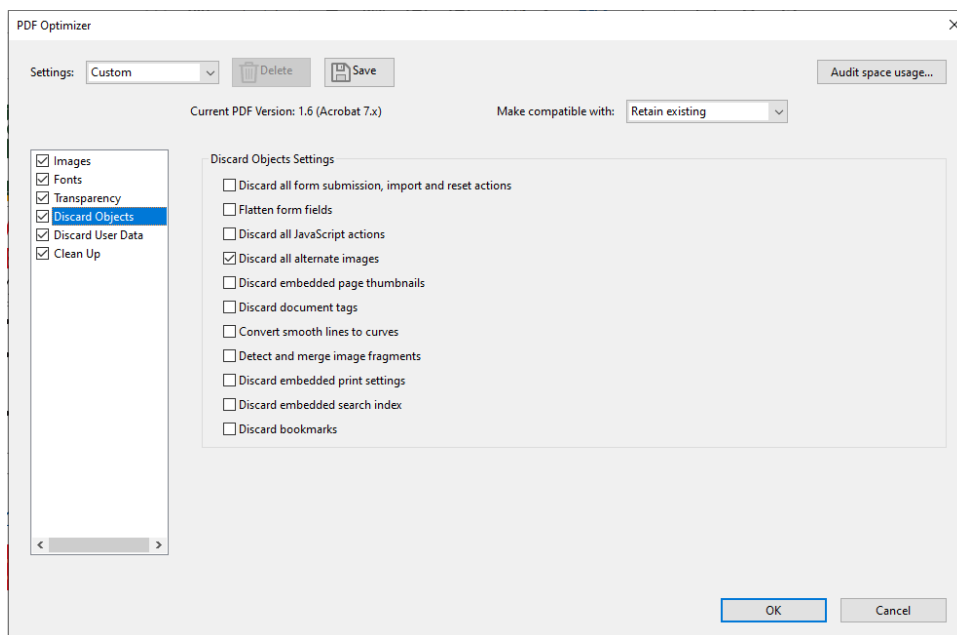 PDF Optimizer
Settings: Custom Delete Save Audit space usage...
Current PDF Version: 1.6 (Acrobat 7.x) Make compatible with: Retain existing
Images
Fonts
Transparency
Discard Objects
Discard User Data
Clean Up
Discard Objects Settings
Discard all form submission, import and reset actions
Flatten form fields
Discard all JavaScript actions
Discard all alternate images
Discard embedded page thumbnails
Discard document tags
Convert smooth lines to curves
Detect and merge image fragments
Discard embedded print settings
Discard embedded search index
Discard bookmarks
OK Cancel